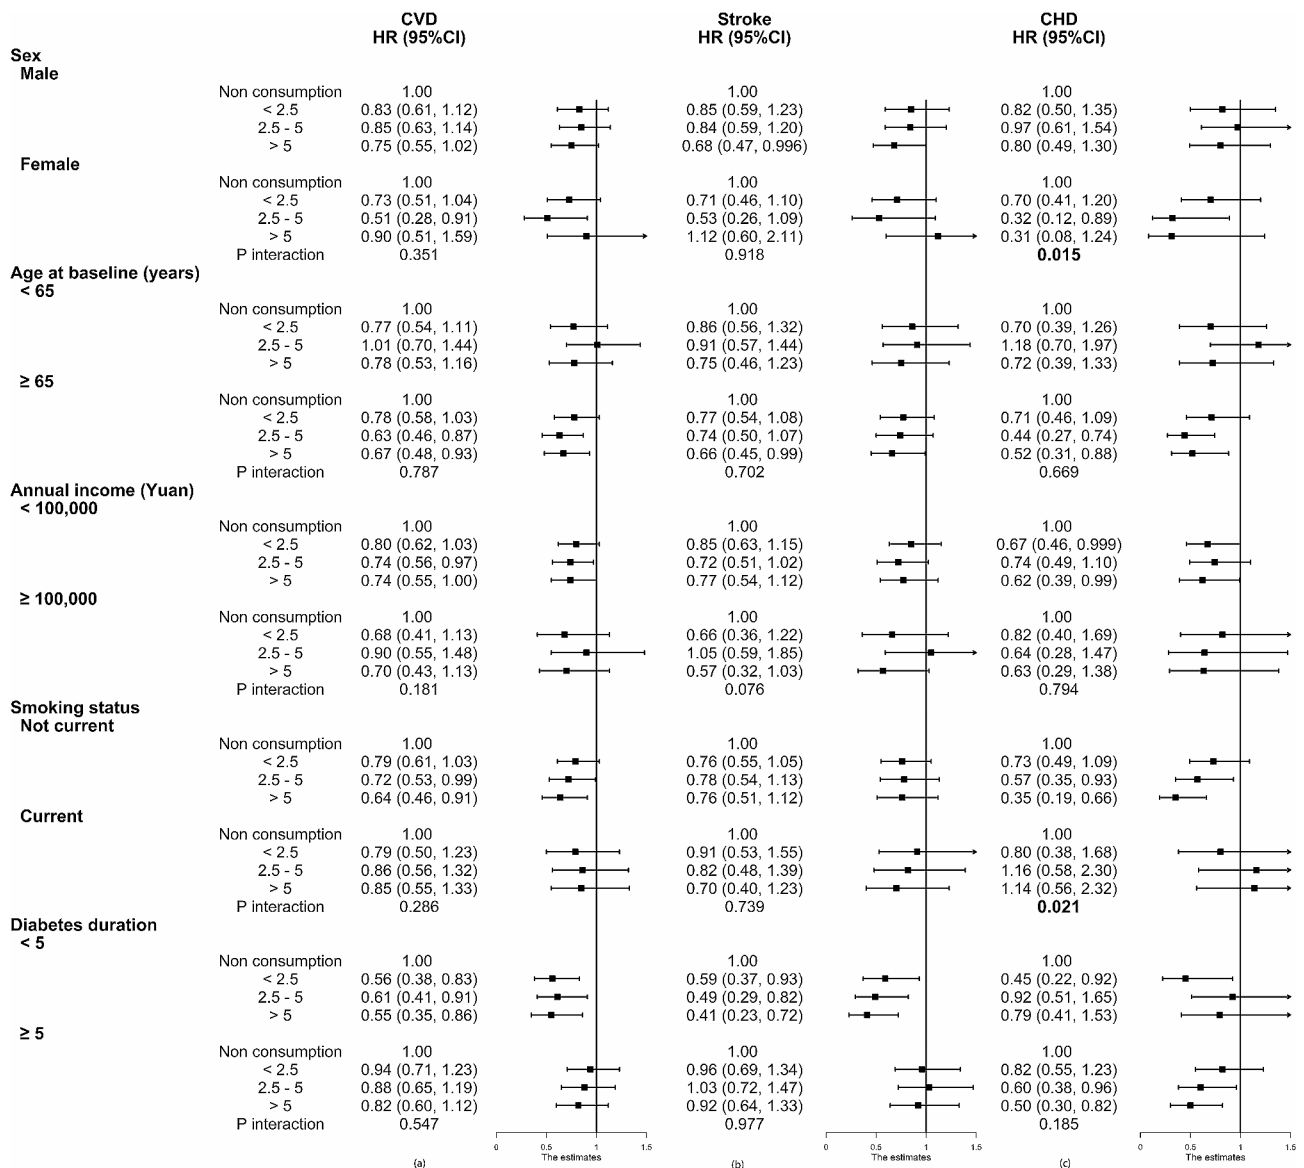 CVD Stroke CHD
HR (95%CI) HR (95%CI) HR (95%CI)
Sex
Male
Non consumption 1.00 1.00 1.00
< 2.5 0.83 (0.61, 1.12) 0.85 (0.59, 1.23) 0.82 (0.50, 1.35)
2.5 - 5 0.85 (0.63, 1.14) 0.84 (0.59, 1.20) 0.97 (0.61, 1.54)
> 5 0.75 (0.55, 1.02) 0.68 (0.47, 0.996) 0.80 (0.49, 1.30)
Female
Non consumption 1.00 1.00 1.00
< 2.5 0.73 (0.51, 1.04) 0.71 (0.46, 1.10) 0.70 (0.41, 1.20)
2.5 - 5 0.51 (0.28, 0.91) 0.53 (0.26, 1.09) 0.32 (0.12, 0.89)
> 5 0.90 (0.51, 1.59) 1.12 (0.60, 2.11) 0.31 (0.08, 1.24)
P interaction 0.351 0.918 0.015
Age at baseline (years)
< 65
Non consumption 1.00 1.00 1.00
< 2.5 0.77 (0.54, 1.11) 0.86 (0.56, 1.32) 0.70 (0.39, 1.26)
2.5 - 5 1.01 (0.70, 1.44) 0.91 (0.57, 1.44) 1.18 (0.70, 1.97)
> 5 0.78 (0.53, 1.16) 0.75 (0.46, 1.23) 0.72 (0.39, 1.33)
≥ 65
Non consumption 1.00 1.00 1.00
< 2.5 0.78 (0.58, 1.03) 0.77 (0.54, 1.08) 0.71 (0.46, 1.09)
2.5 - 5 0.63 (0.46, 0.87) 0.74 (0.50, 1.07) 0.44 (0.27, 0.74)
> 5 0.67 (0.48, 0.93) 0.66 (0.45, 0.99) 0.52 (0.31, 0.88)
P interaction 0.787 0.702 0.669
Annual income (Yuan)
< 100,000
Non consumption 1.00 1.00 1.00
< 2.5 0.80 (0.62, 1.03) 0.85 (0.63, 1.15) 0.67 (0.46, 0.999)
2.5 - 5 0.74 (0.56, 0.97) 0.72 (0.51, 1.02) 0.74 (0.49, 1.10)
> 5 0.74 (0.55, 1.00) 0.77 (0.54, 1.12) 0.62 (0.39, 0.99)
≥ 100,000
Non consumption 1.00 1.00 1.00
< 2.5 0.68 (0.41, 1.13) 0.66 (0.36, 1.22) 0.82 (0.40, 1.69)
2.5 - 5 0.90 (0.55, 1.48) 1.05 (0.59, 1.85) 0.64 (0.28, 1.47)
> 5 0.70 (0.43, 1.13) 0.57 (0.32, 1.03) 0.63 (0.29, 1.38)
P interaction 0.181 0.076 0.794
Smoking status
Not current
Non consumption 1.00 1.00 1.00
< 2.5 0.79 (0.61, 1.03) 0.76 (0.55, 1.05) 0.73 (0.49, 1.09)
2.5 - 5 0.72 (0.53, 0.99) 0.78 (0.54, 1.13) 0.57 (0.35, 0.93)
> 5 0.64 (0.46, 0.91) 0.76 (0.51, 1.12) 0.35 (0.19, 0.66)
Current
Non consumption 1.00 1.00 1.00
< 2.5 0.79 (0.50, 1.23) 0.91 (0.53, 1.55) 0.80 (0.38, 1.68)
2.5 - 5 0.86 (0.56, 1.32) 0.82 (0.48, 1.39) 1.16 (0.58, 2.30)
> 5 0.85 (0.55, 1.33) 0.70 (0.40, 1.23) 1.14 (0.56, 2.32)
P interaction 0.286 0.739 0.021
Diabetes duration
< 5
Non consumption 1.00 1.00 1.00
< 2.5 0.56 (0.38, 0.83) 0.59 (0.37, 0.93) 0.45 (0.22, 0.92)
2.5 - 5 0.61 (0.41, 0.91) 0.49 (0.29, 0.82) 0.92 (0.51, 1.65)
> 5 0.55 (0.35, 0.86) 0.41 (0.23, 0.72) 0.79 (0.41, 1.53)
≥ 5
Non consumption 1.00 1.00 1.00
< 2.5 0.94 (0.71, 1.23) 0.96 (0.69, 1.34) 0.82 (0.55, 1.23)
2.5 - 5 0.88 (0.65, 1.19) 1.03 (0.72, 1.47) 0.60 (0.38, 0.96)
> 5 0.82 (0.60, 1.12) 0.92 (0.64, 1.33) 0.50 (0.30, 0.82)
P interaction 0.547 0.977 0.185
0 0.5 1 1.5 0 0.5 1 1.5 0 0.5 1 1.5
The estimates The estimates The estimates
(a) (b) (c)